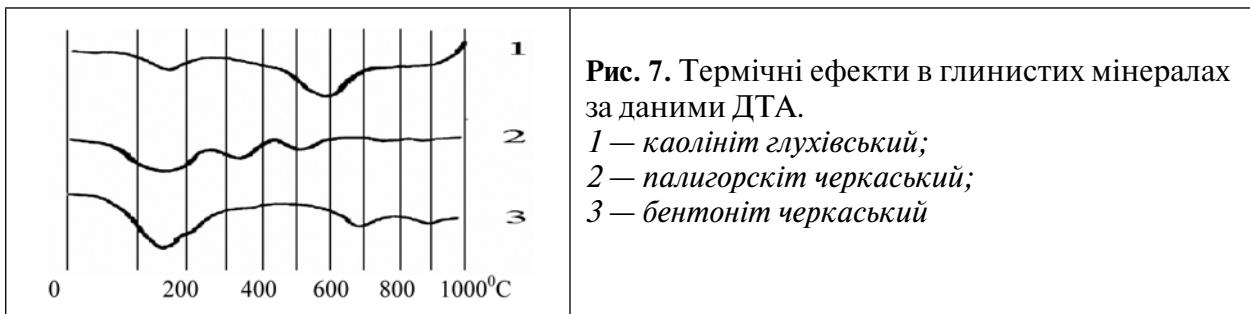 1
2
3
0 200 400 600 800 1000⁰C
Рис. 7. Термічні ефекти в глинистих мінералах
за даними ДТА.
1 — каолініт глухівський;
2 — палигорскіт черкаський;
3 — бентоніт черкаський